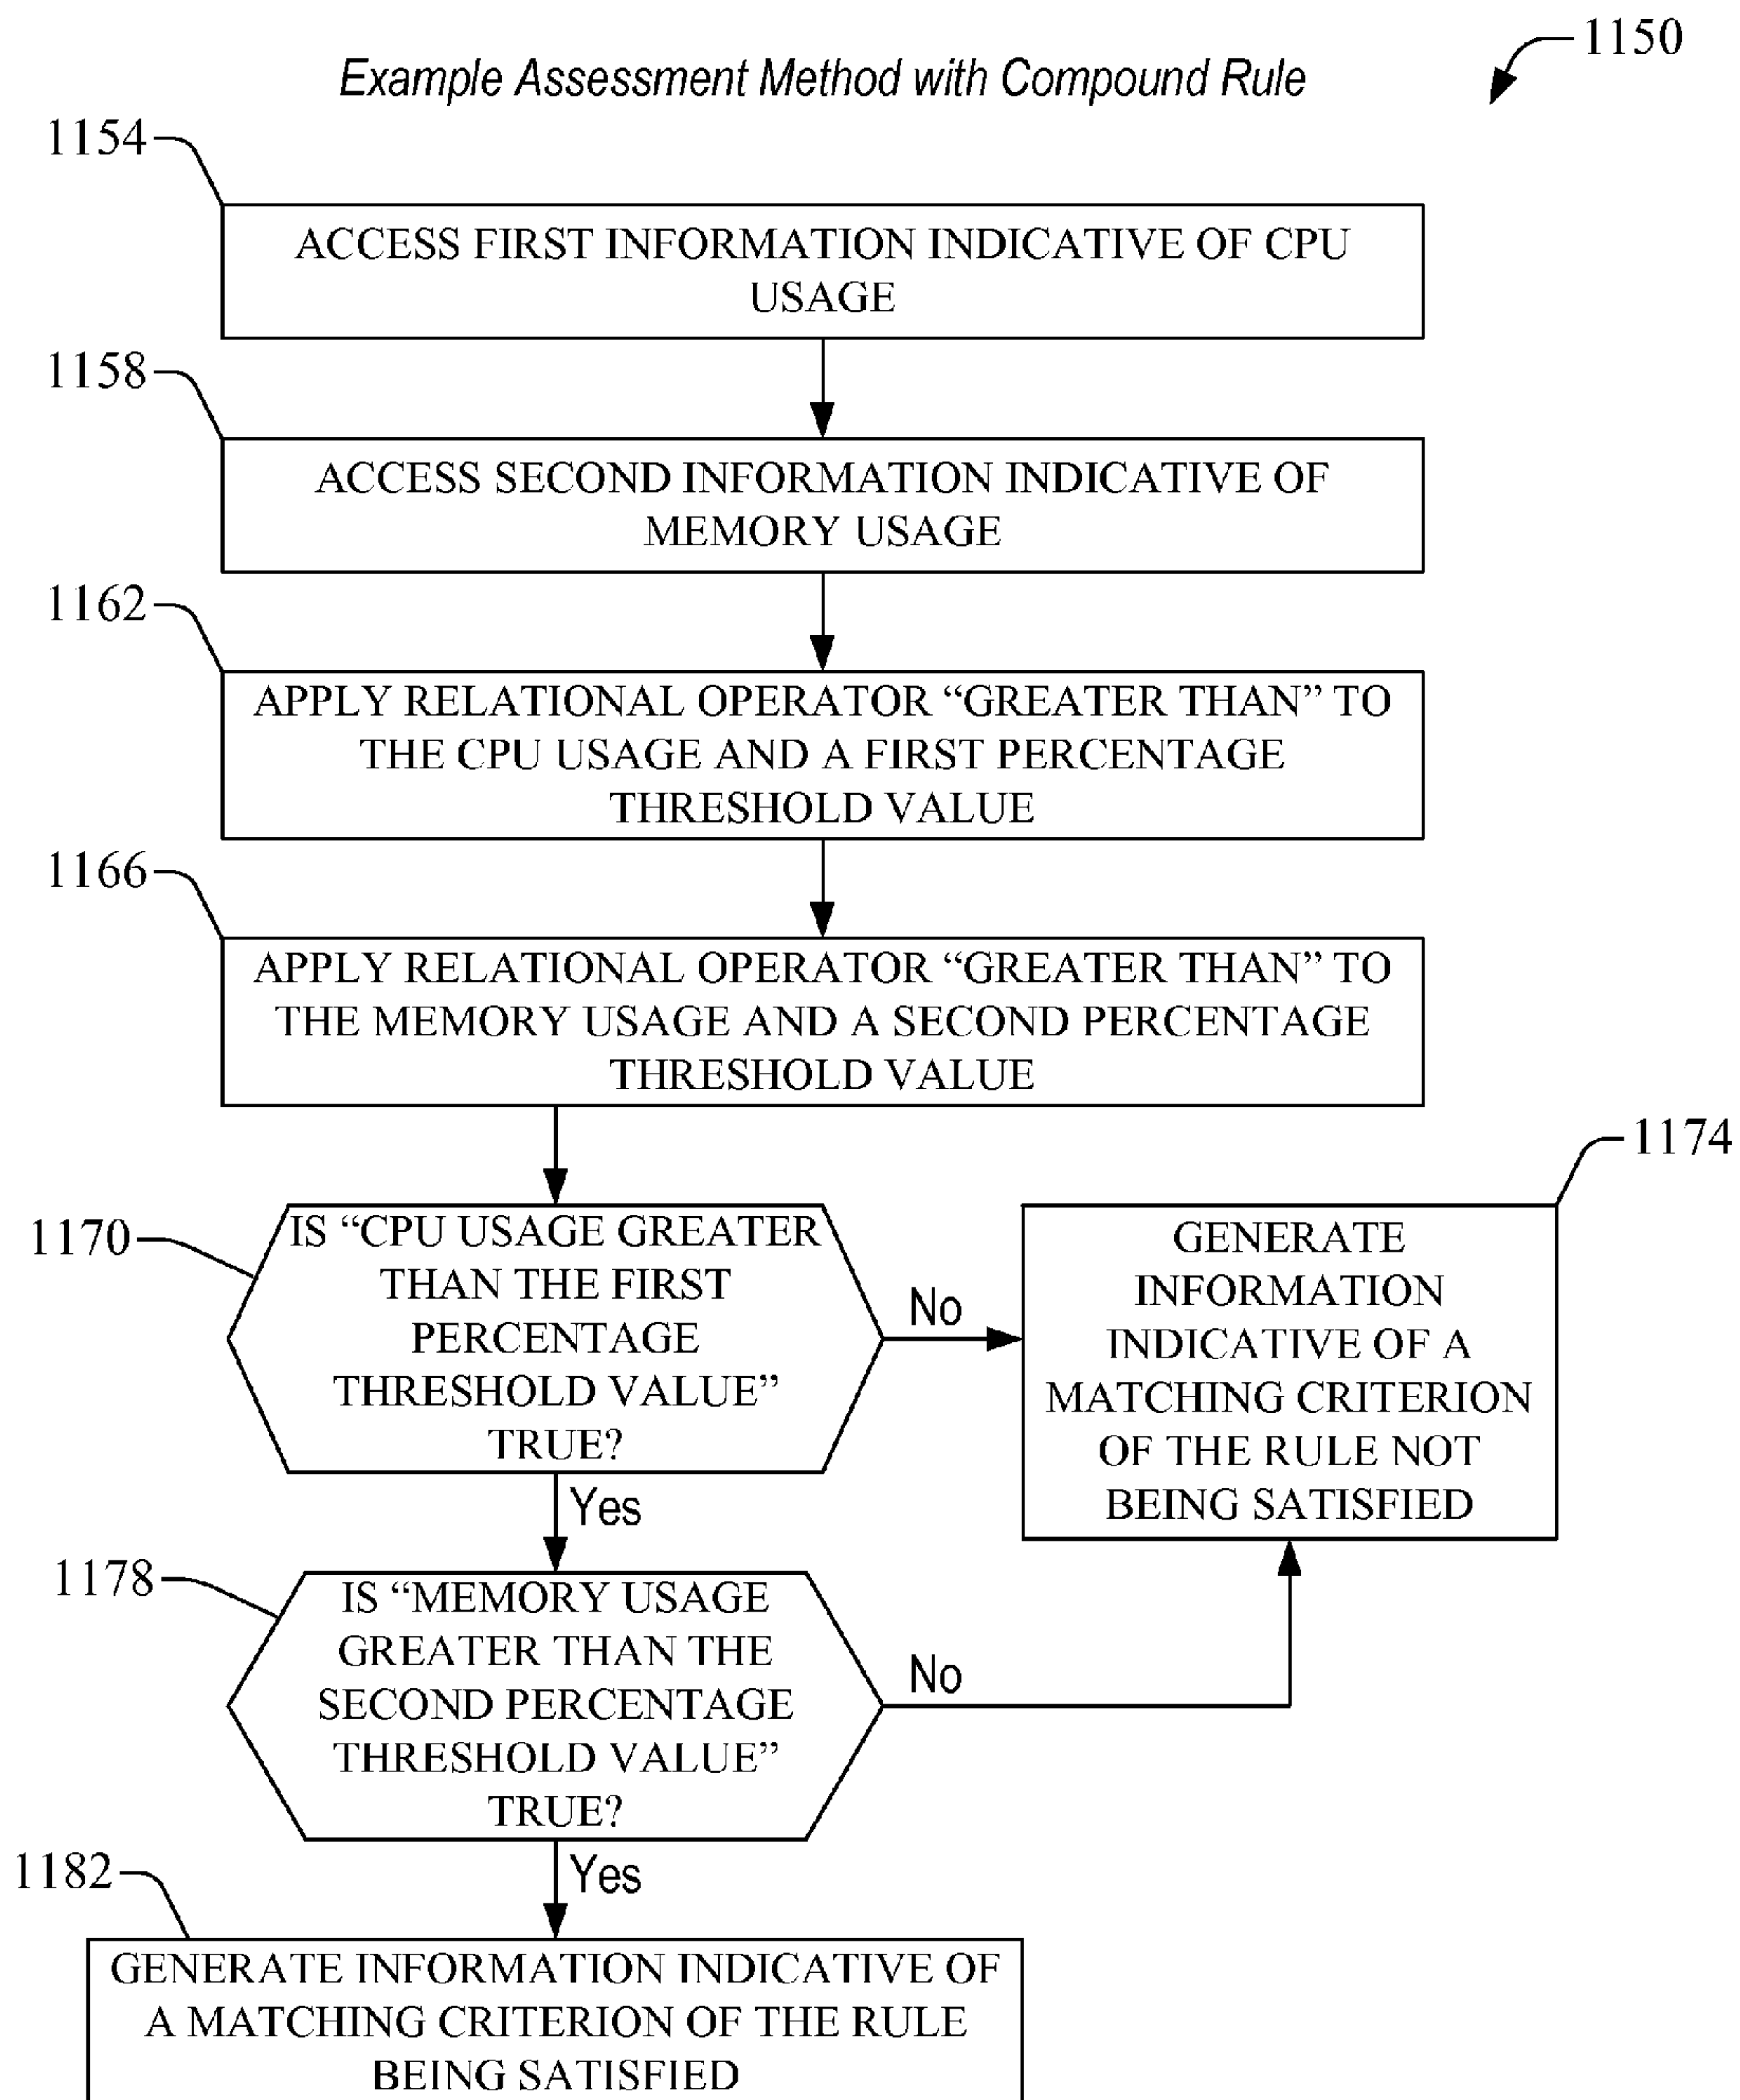 1150
Example Assessment Method with Compound Rule
1154
ACCESS FIRST INFORMATION INDICATIVE OF CPU
USAGE
1158
ACCESS SECOND INFORMATION INDICATIVE OF
MEMORY USAGE
1162
APPLY RELATIONAL OPERATOR “GREATER THAN” TO
THE CPU USAGE AND A FIRST PERCENTAGE
THRESHOLD VALUE
1166
APPLY RELATIONAL OPERATOR “GREATER THAN” TO
THE MEMORY USAGE AND A SECOND PERCENTAGE
THRESHOLD VALUE
1170
IS “CPU USAGE GREATER
THAN THE FIRST
PERCENTAGE
THRESHOLD VALUE”
TRUE?
No
1174
GENERATE
INFORMATION
INDICATIVE OF A
MATCHING CRITERION
OF THE RULE NOT
BEING SATISFIED
Yes
1178
IS “MEMORY USAGE
GREATER THAN THE
SECOND PERCENTAGE
THRESHOLD VALUE”
TRUE?
No
Yes
1182
GENERATE INFORMATION INDICATIVE OF
A MATCHING CRITERION OF THE RULE
BEING SATISFIED